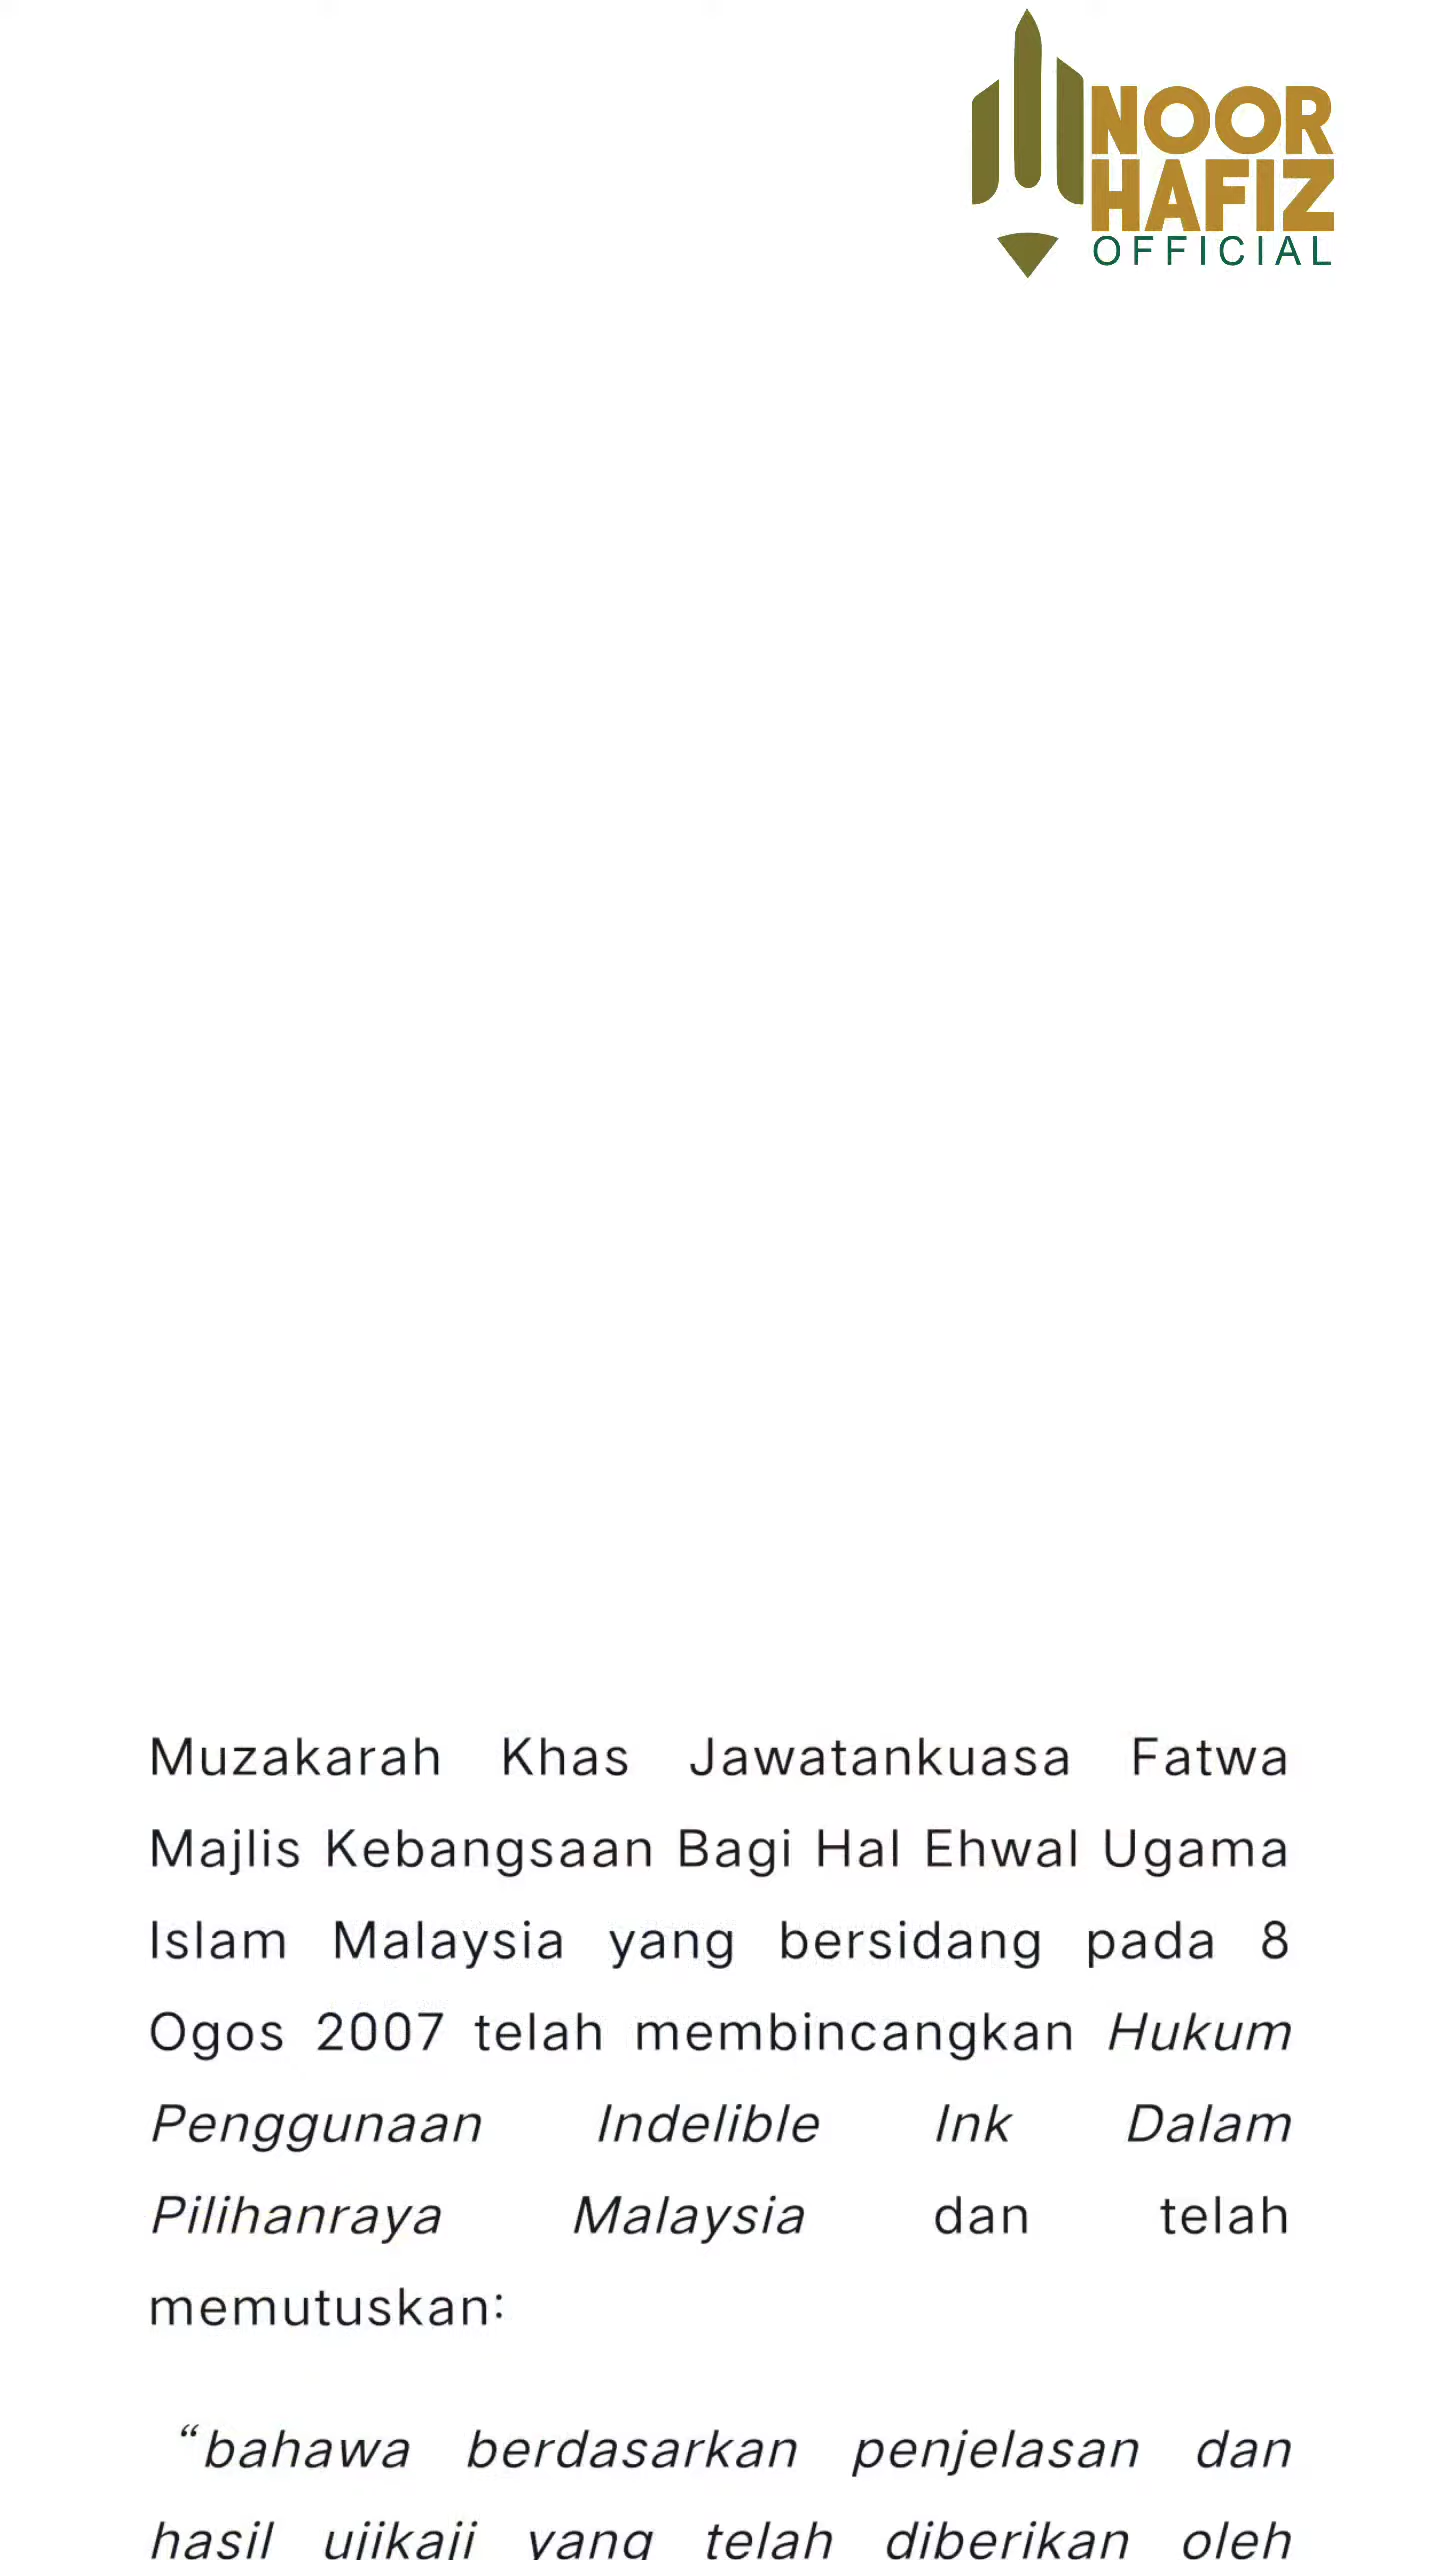 NOOR
HAFIZ
OFFICIAL
Muzakarah Khas Jawatankuasa Fatwa
Majlis Kebangsaan Bagi Hal Ehwal Ugama
Islam Malaysia yang bersidang pada 8
Ogos 2007 telah membincangkan Hukum
Penggunaan Indelible Ink Dalam
Pilihanraya Malaysia dan telah
memutuskan:
“bahawa berdasarkan penjelasan dan
hasil ujikaji yang telah diberikan oleh